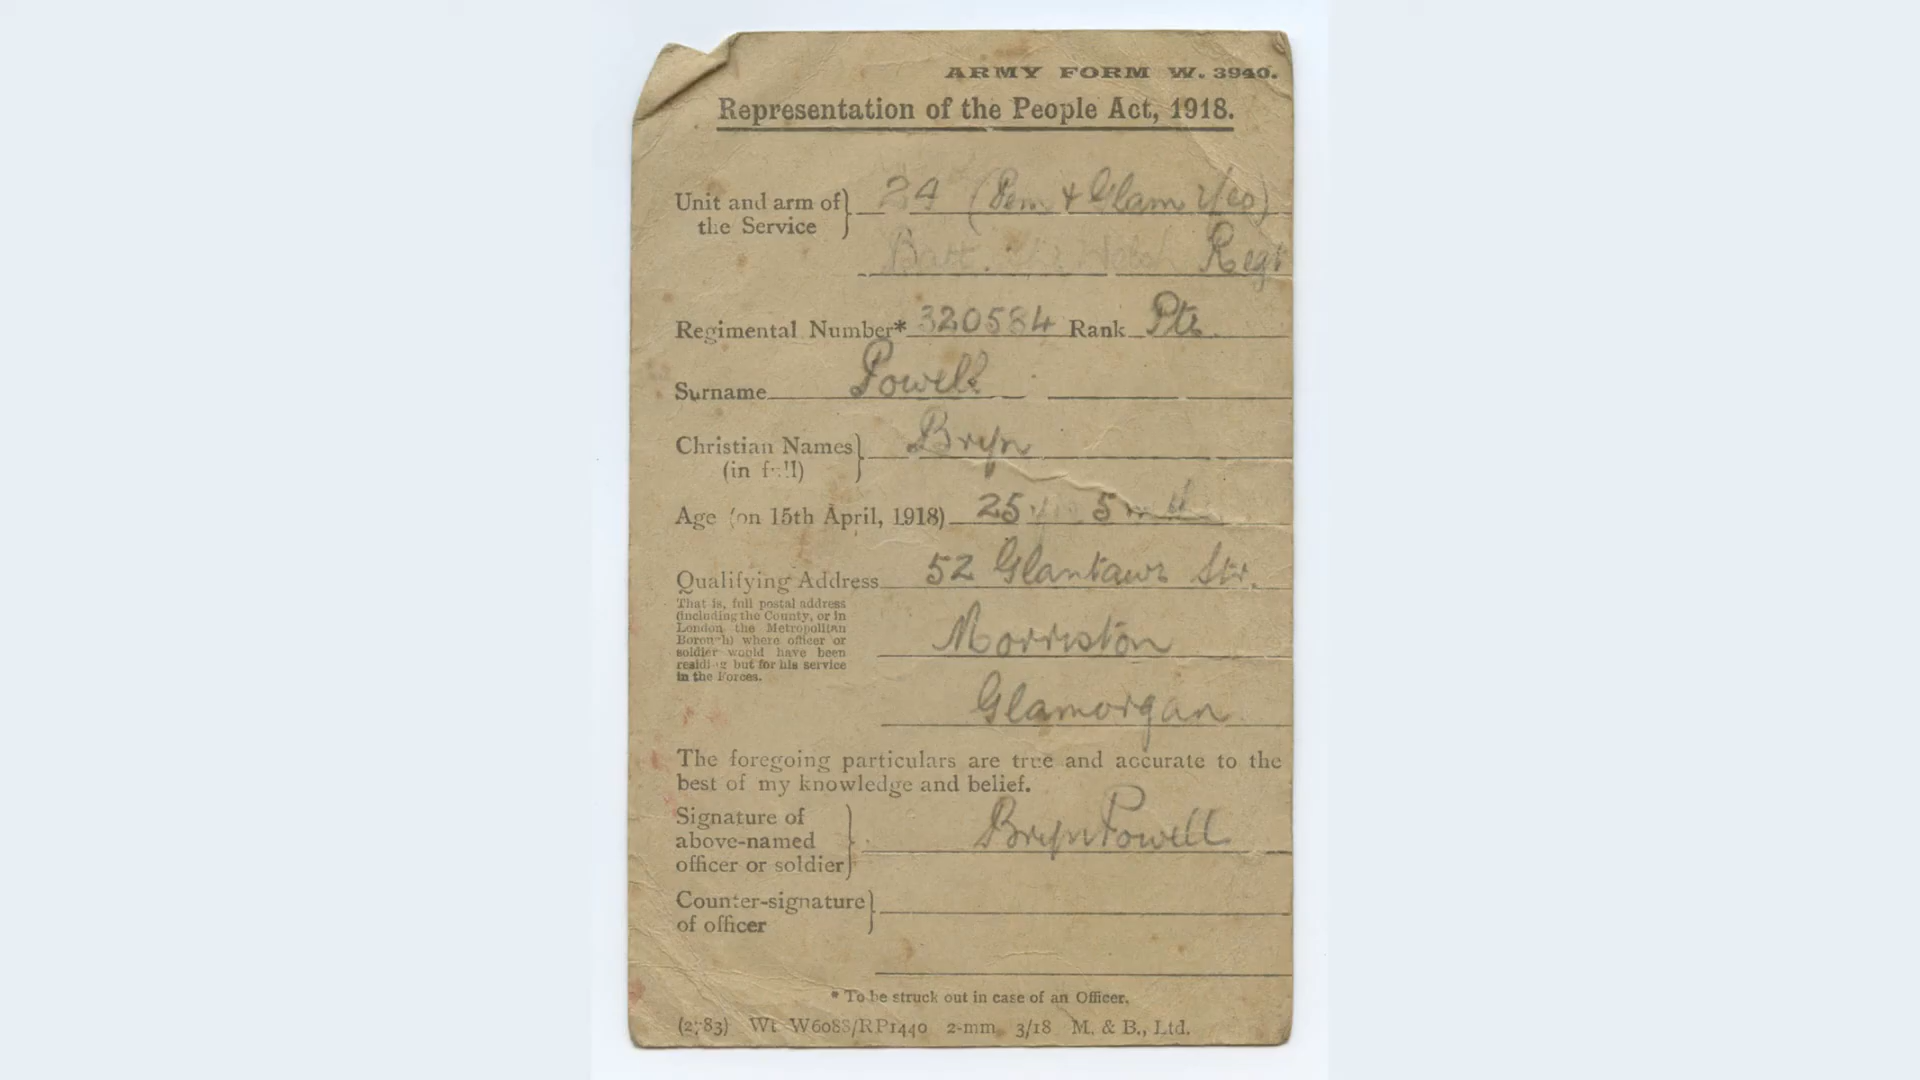 ARMY FORM W. 3940.
Representation of the People Act, 1918.
Unit and arm of the Service } 24 (Pem & Glam Yeo)
Batt. The Welsh Regt
Regimental Number* 320584 Rank Pte.
Surname Powell
Christian Names (in full) } Bryn
Age (on 15th April, 1918) 25 yrs 5 mths
Qualifying Address 52 Glantawe Str.
That is, full postal address
(including the County, or in
London the Metropolitan
Borough) where officer or
soldier would have been
residing but for his service
in the Forces.
Morriston
Glamorgan
The foregoing particulars are true and accurate to the
best of my knowledge and belief.
Signature of
above-named
officer or soldier } Bryn Powell
Counter-signature
of officer }
* To be struck out in case of an Officer.
Wt W6088/RP1440 2-mm 3/18 M. & B., Ltd.